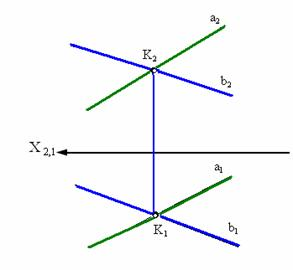 a₂
K₂
b₂
X₂,₁
a₁
K₁
b₁